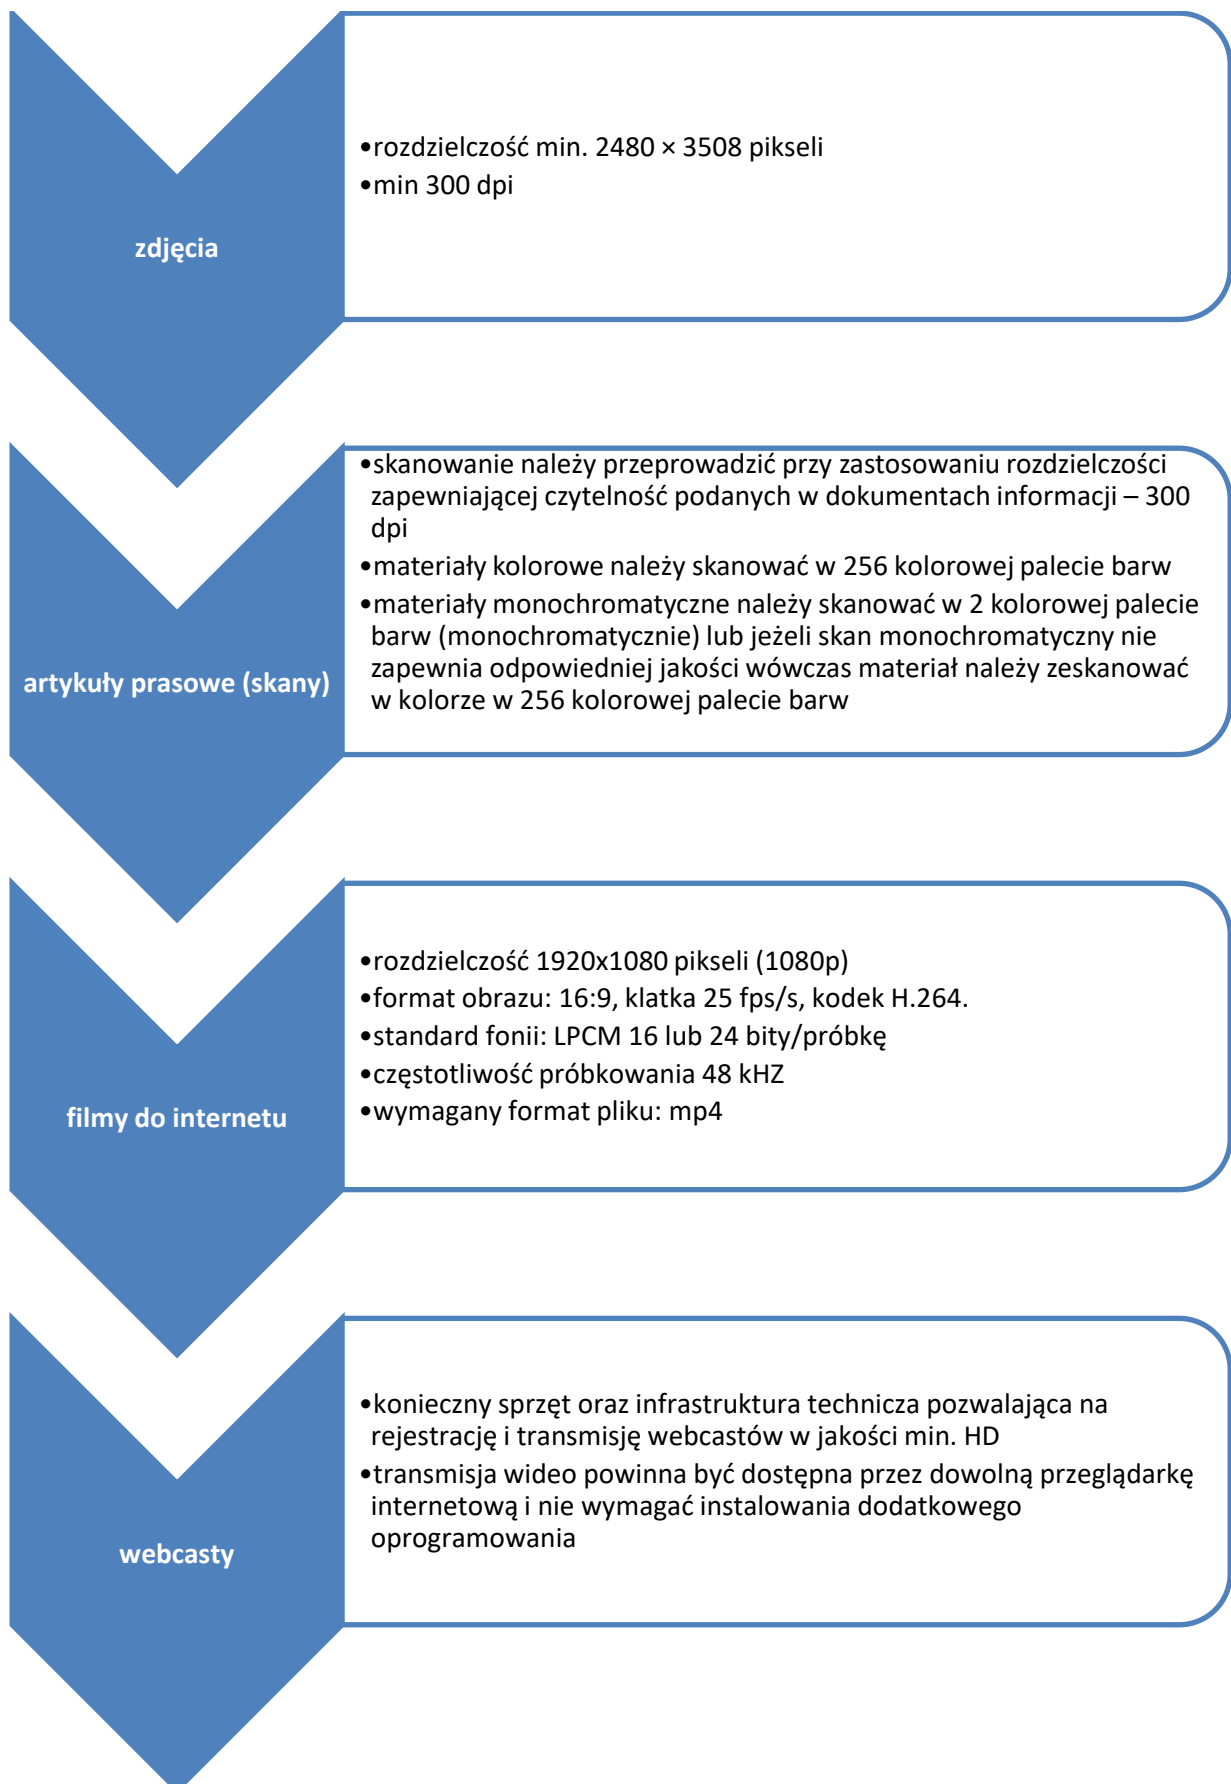 zdjęcia
•rozdzielczość min. 2480 × 3508 pikseli
•min 300 dpi
artykuły prasowe (skany)
•skanowanie należy przeprowadzić przy zastosowaniu rozdzielczości
zapewniającej czytelność podanych w dokumentach informacji – 300
dpi
•materiały kolorowe należy skanować w 256 kolorowej palecie barw
•materiały monochromatyczne należy skanować w 2 kolorowej palecie
barw (monochromatycznie) lub jeżeli skan monochromatyczny nie
zapewnia odpowiedniej jakości wówczas materiał należy zeskanować
w kolorze w 256 kolorowej palecie barw
filmy do internetu
•rozdzielczość 1920x1080 pikseli (1080p)
•format obrazu: 16:9, klatka 25 fps/s, kodek H.264.
•standard fonii: LPCM 16 lub 24 bity/próbkę
•częstotliwość próbkowania 48 kHZ
•wymagany format pliku: mp4
webcasty
•konieczny sprzęt oraz infrastruktura technicza pozwalająca na
rejestrację i transmisję webcastów w jakości min. HD
•transmisja wideo powinna być dostępna przez dowolną przeglądarkę
internetową i nie wymagać instalowania dodatkowego
oprogramowania